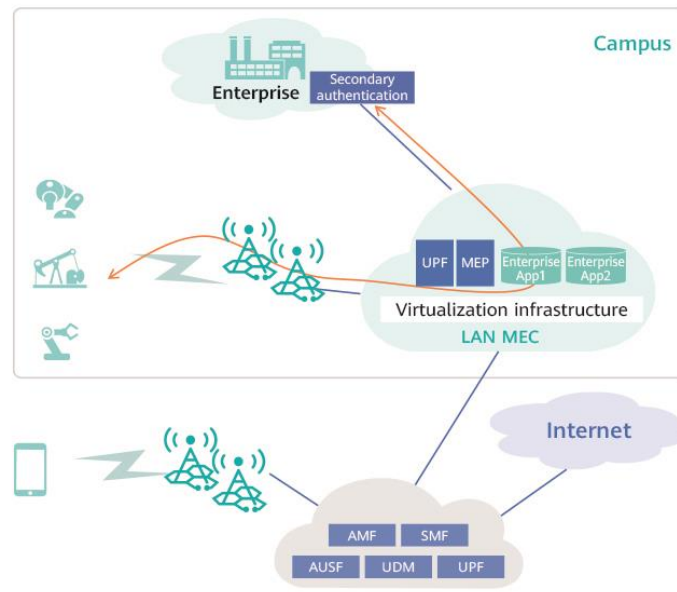 Campus
Secondary
authentication
Enterprise
UPF
MEP
Enterprise
App1
Enterprise
App2
Virtualization infrastructure
LAN MEC
Internet
AMF
SMF
AUSF
UDM
UPF